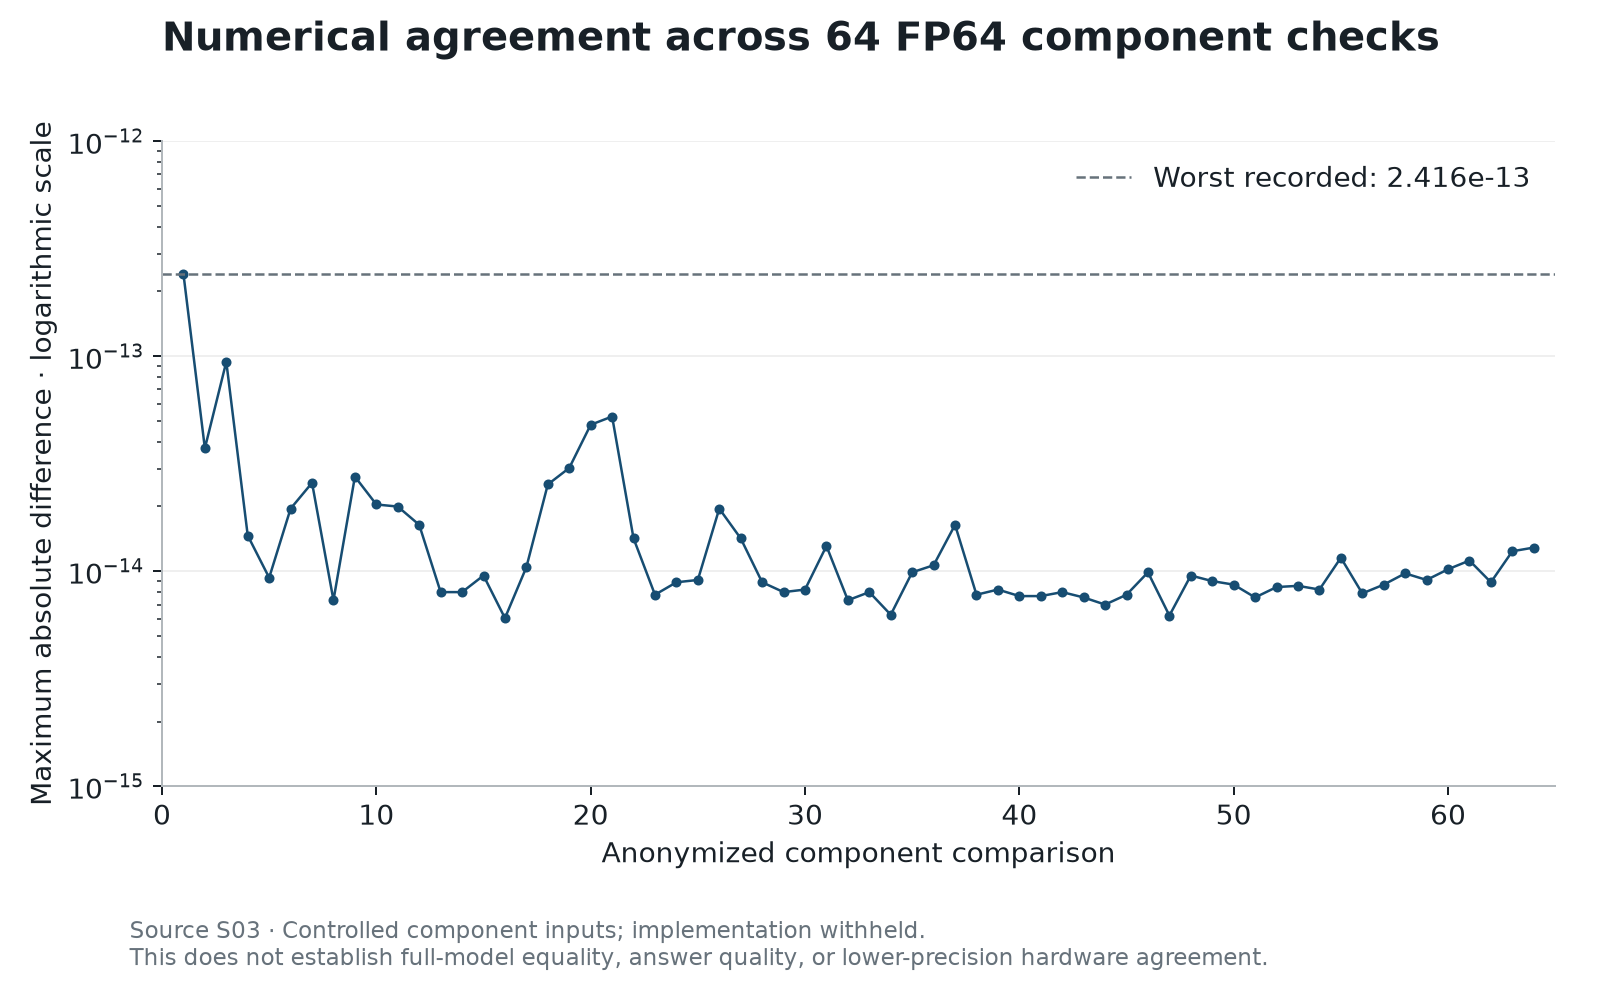 Numerical agreement across 64 FP64 component checks
Maximum absolute difference · logarithmic scale
10⁻¹²
10⁻¹³
10⁻¹⁴
10⁻¹⁵
Worst recorded: 2.416e-13
0 10 20 30 40 50 60
Anonymized component comparison
Source S03 · Controlled component inputs; implementation withheld.
This does not establish full-model equality, answer quality, or lower-precision hardware agreement.